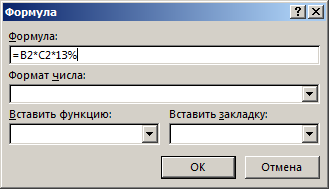 Формула
Формула:
=B2*C2*13%
Формат числа:
Вставить функцию: Вставить закладку:
ОК Отмена